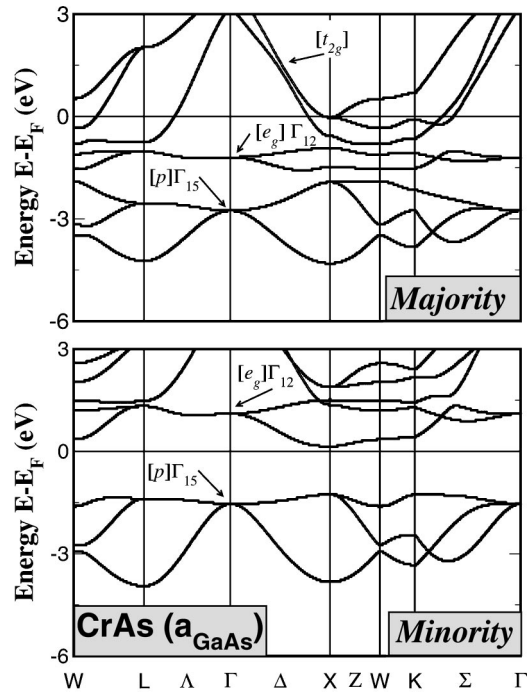 3
[t2g]
0
[eg] Γ12
[p]Γ15
-3
-6
Energy E-EF (eV)
Majority
3
[eg]Γ12
0
[p]Γ15
-3
-6
Energy E-EF (eV)
CrAs (aGaAs)
Minority
W L Λ Γ Δ X Z W K Σ Γ